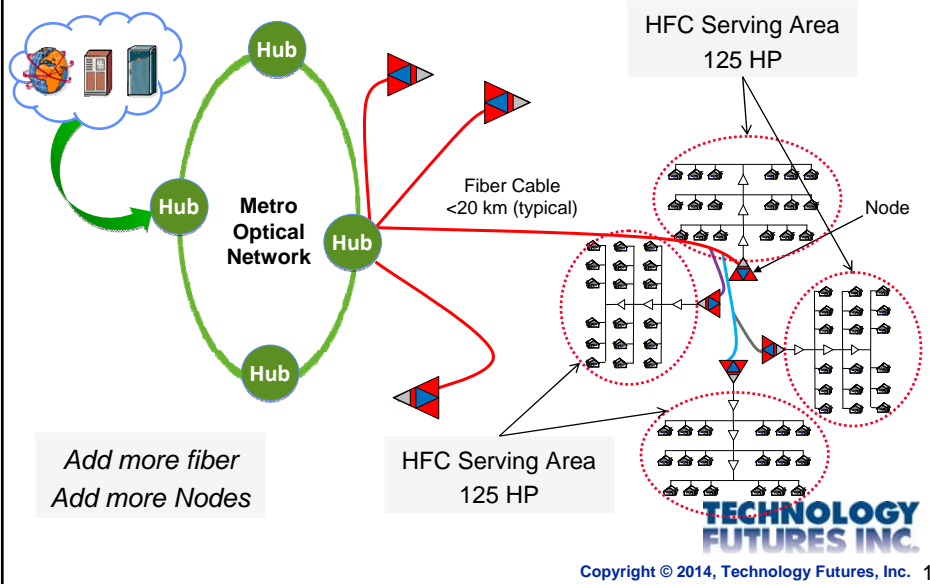 HFC Serving Area
125 HP
Hub
Hub
Metro
Optical
Network
Hub
Hub
Fiber Cable
<20 km (typical)
Node
Add more fiber
Add more Nodes
HFC Serving Area
125 HP
TECHNOLOGY
FUTURES INC.
Copyright © 2014, Technology Futures, Inc. 1